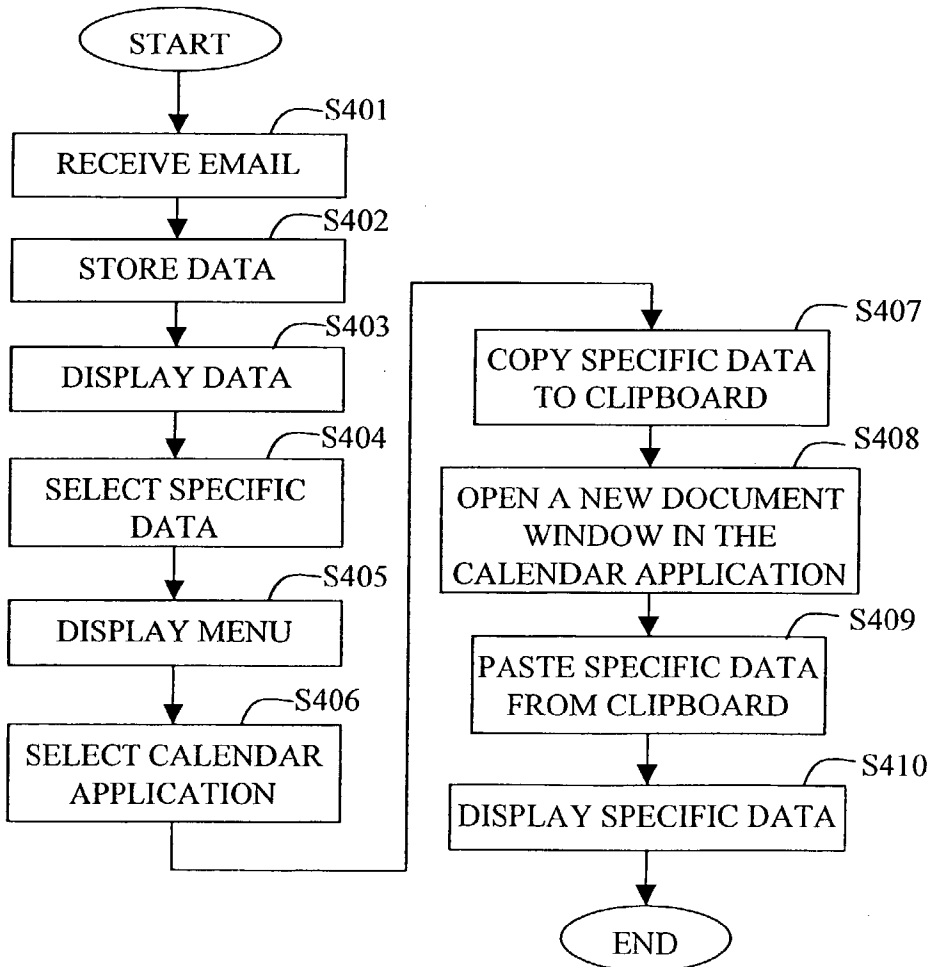 START
S401
RECEIVE EMAIL
S402
STORE DATA
S403
DISPLAY DATA
S404
SELECT SPECIFIC
DATA
S405
DISPLAY MENU
S406
SELECT CALENDAR
APPLICATION
S407
COPY SPECIFIC DATA
TO CLIPBOARD
S408
OPEN A NEW DOCUMENT
WINDOW IN THE
CALENDAR APPLICATION
S409
PASTE SPECIFIC DATA
FROM CLIPBOARD
S410
DISPLAY SPECIFIC DATA
END